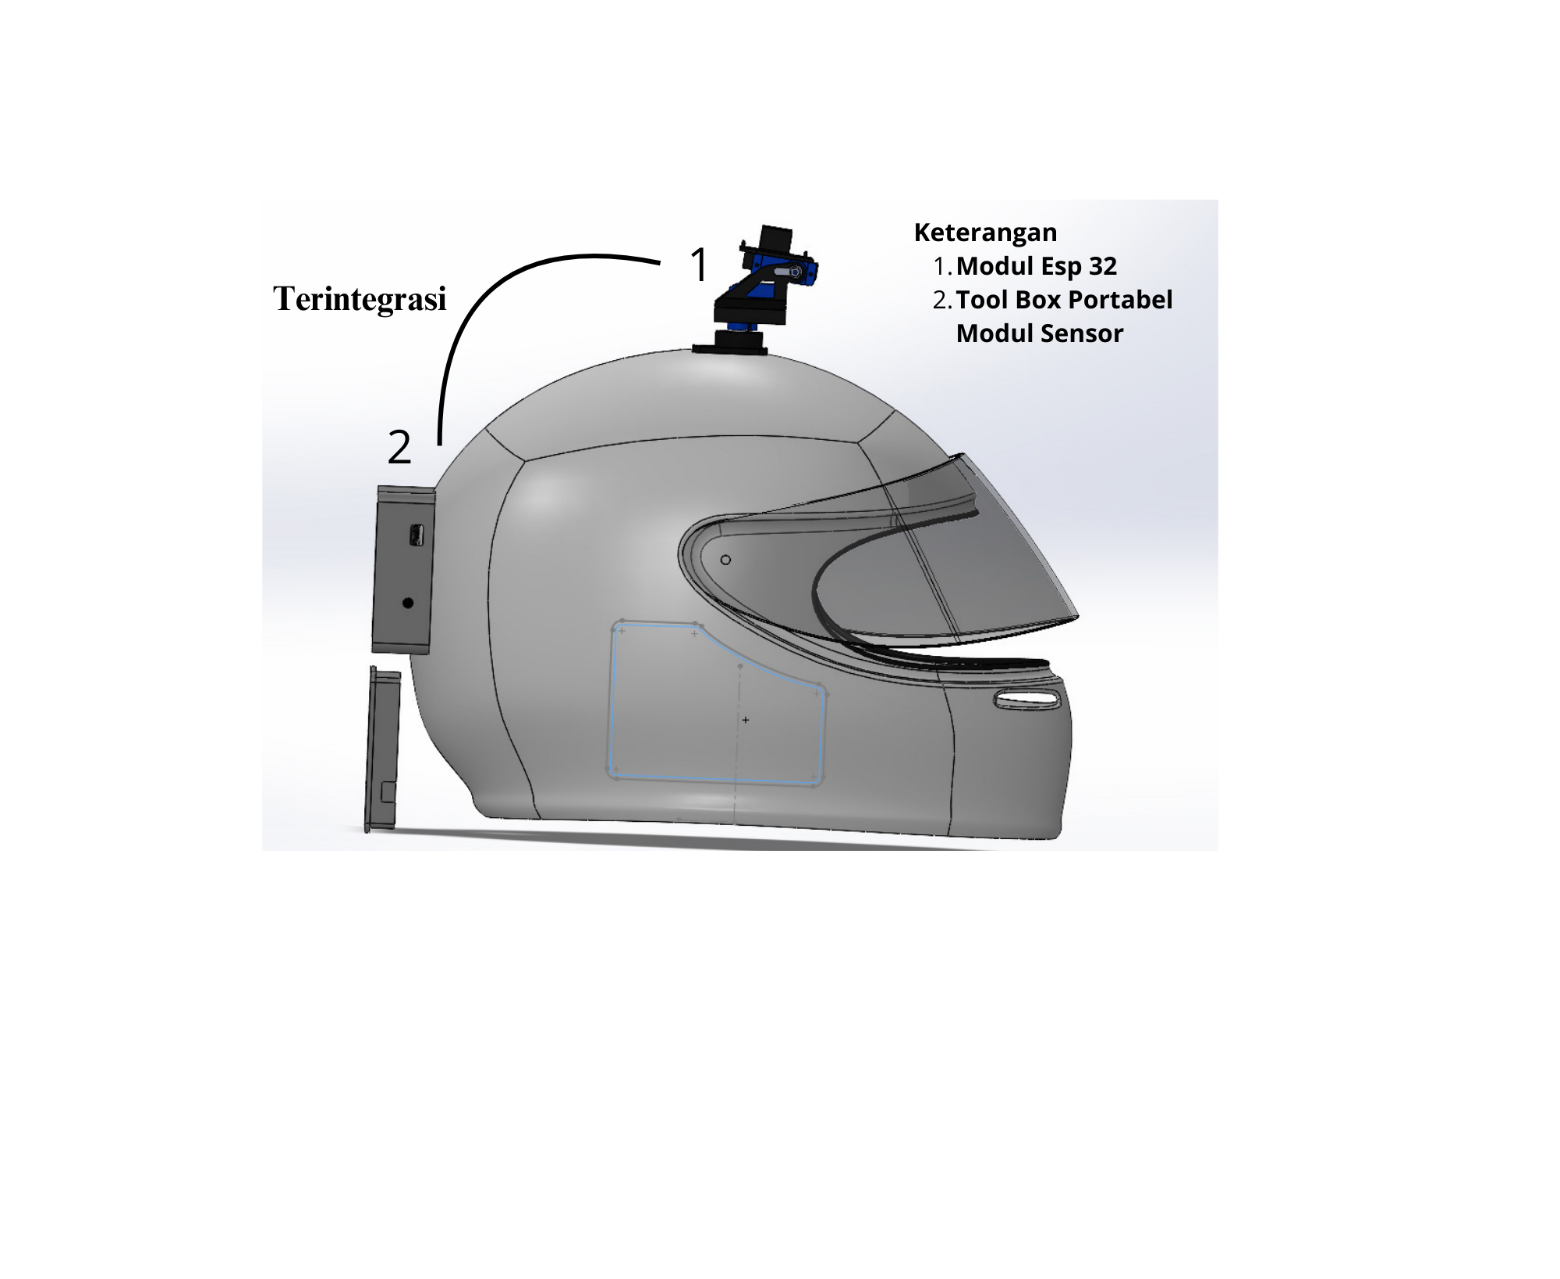 Keterangan
1. Modul Esp 32
2. Tool Box Portabel
Modul Sensor
1
Terintegrasi
2